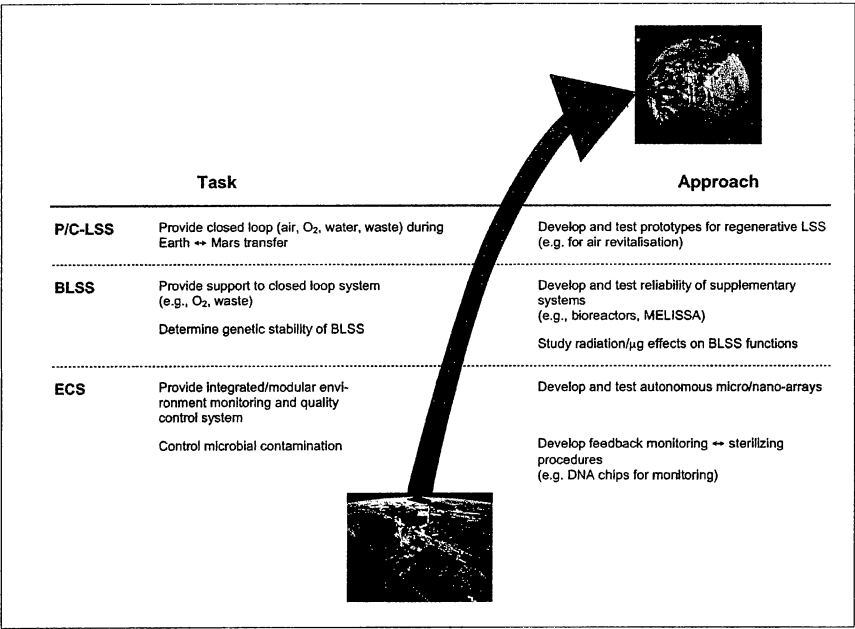 Task Approach
P/C-LSS Provide closed loop (air, O₂, water, waste) during Develop and test prototypes for regenerative LSS
Earth ↔ Mars transfer (e.g. for air revitalisation)
BLSS Provide support to closed loop system Develop and test reliability of supplementary
(e.g., O₂, waste) systems
(e.g., bioreactors, MELISSA)
Determine genetic stability of BLSS
Study radiation/µg effects on BLSS functions
ECS Provide integrated/modular envi- Develop and test autonomous micro/nano-arrays
ronment monitoring and quality
control system
Control microbial contamination Develop feedback monitoring ↔ sterilizing
procedures
(e.g. DNA chips for monitoring)